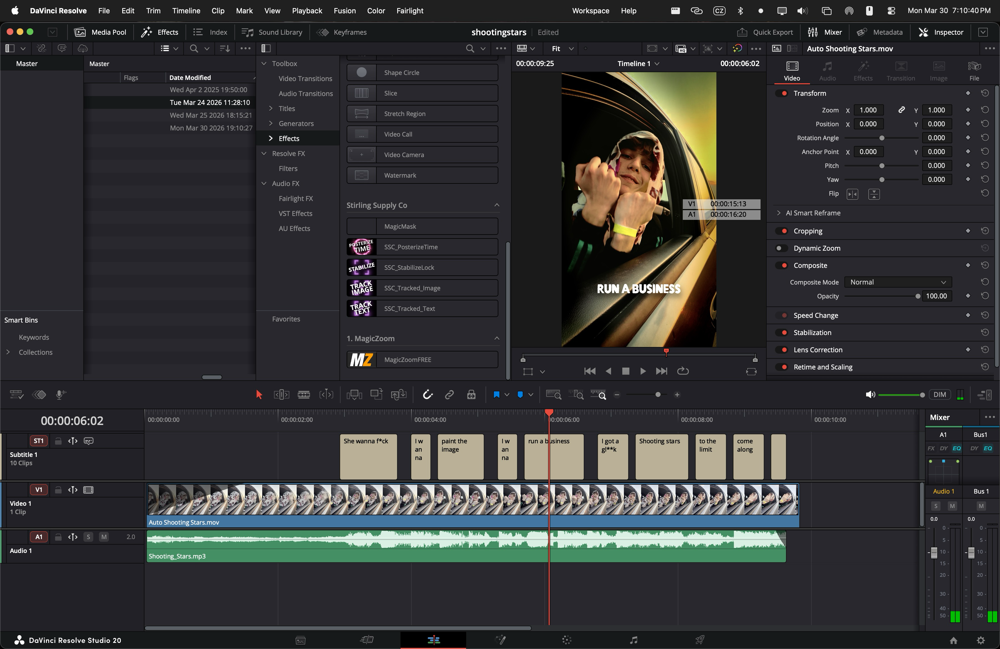 DaVinci Resolve File Edit Trim Timeline Clip Mark View Playback Fusion Color Fairlight Workspace Help CZ Mon Mar 30 7:10:40 PM
Media Pool Effects Index Sound Library Keyframes shootingstars Edited Quick Export Mixer Metadata Inspector
Fit HQ Auto Shooting Stars.mov
Master
Master
Flags Date Modified
Wed Apr 2 2025 19:50:00
Tue Mar 24 2026 11:28:10
Wed Mar 25 2026 18:15:21
Mon Mar 30 2026 19:10:27
Smart Bins
Keywords
Collections
Toolbox
Video Transitions
Audio Transitions
Titles
Generators
Effects
Resolve FX
Filters
Audio FX
Fairlight FX
VST Effects
AU Effects
Favorites
Shape Circle
Slice
Stretch Region
Video Call
Video Camera
Watermark
Stirling Supply Co
MagicMask
POSTERIZE TIME SSC_PosterizeTime
STABILIZE SSC_StabilizeLock
TRACK IMAGE SSC_Tracked_Image
TRACK TEXT SSC_Tracked_Text
1. MagicZoom
MZ MagicZoomFREE
00:00:09:25 Timeline 1 00:00:06:02
V1 00:00:15:13
A1 00:00:16:20
RUN A BUSINESS
Video Audio Effects Transition Image File
Transform
Zoom X 1.000 Y 1.000
Position X 0.000 Y 0.000
Rotation Angle 0.000
Anchor Point X 0.000 Y 0.000
Pitch 0.000
Yaw 0.000
Flip
AI Smart Reframe
Cropping
Dynamic Zoom
Composite
Composite Mode Normal
Opacity 100.00
Speed Change
Stabilization
Lens Correction
Retime and Scaling
DIM
00:00:06:02 00:00:00:00 00:00:02:00 00:00:04:00 00:00:06:00 00:00:08:00 00:00:10:00
ST1
Subtitle 1
10 Clips
She wanna f*ck
I w
an
na
paint the
image
I w
an
na
run a business
I got a
gl**k
Shooting stars
to the
limit
come
along
V1
Video 1
1 Clip
Auto Shooting Stars.mov
A1 S M 2.0
Audio 1
Shooting_Stars.mp3
Mixer
A1 Bus1
FX DY EQ DY EQ
Audio 1 Bus 1
S M M
0.0 0.0
0 0
5 5
10 10
15 15
20 20
30 30
40 40
50 50
DaVinci Resolve Studio 20